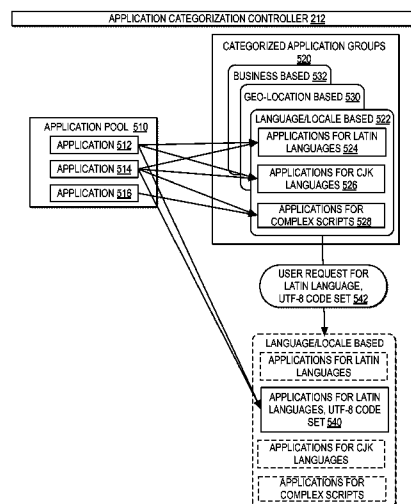 APPLICATION CATEGORIZATION CONTROLLER 212
CATEGORIZED APPLICATION GROUPS
520
BUSINESS BASED 532
GEO-LOCATION BASED 530
LANGUAGE/LOCALE BASED 522
APPLICATIONS FOR LATIN
LANGUAGES 524
APPLICATIONS FOR CJK
LANGUAGES 526
APPLICATIONS FOR
COMPLEX SCRIPTS 528
APPLICATION POOL 510
APPLICATION 512
APPLICATION 514
APPLICATION 516
USER REQUEST FOR
LATIN LANGUAGE,
UTF-8 CODE SET 542
LANGUAGE/LOCALE BASED
APPLICATIONS FOR LATIN
LANGUAGES
APPLICATIONS FOR LATIN
LANGUAGES, UTF-8 CODE
SET 540
APPLICATIONS FOR CJK
LANGUAGES
APPLICATIONS FOR
COMPLEX SCRIPTS